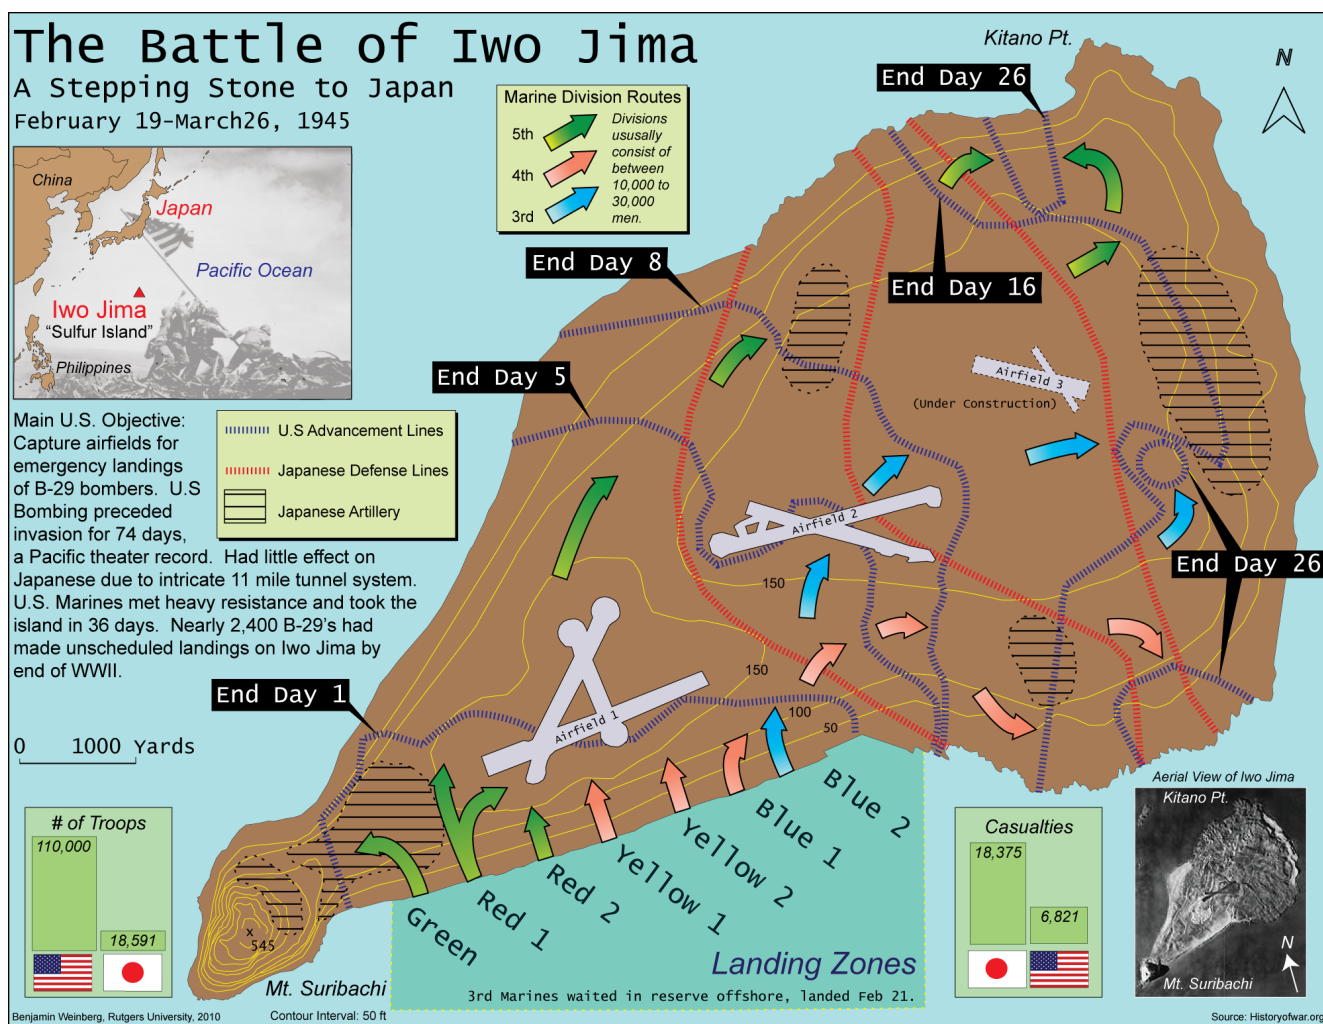 The Battle of Iwo Jima
A Stepping Stone to Japan
February 19-March26, 1945
China
Japan
Pacific Ocean
Iwo Jima
“Sulfur Island”
Philippines
Marine Division Routes
5th
4th
3rd
Divisions
ususally
consist of
between
10,000 to
30,000
men.
Kitano Pt.
N
End Day 26
End Day 16
End Day 8
End Day 5
End Day 26
End Day 1
Main U.S. Objective:
Capture airfields for
emergency landings
of B-29 bombers.  U.S
Bombing preceded
invasion for 74 days,
a Pacific theater record.  Had little effect on
Japanese due to intricate 11 mile tunnel system.
U.S. Marines met heavy resistance and took the
island in 36 days.  Nearly 2,400 B-29's had
made unscheduled landings on Iwo Jima by
end of WWII.
U.S Advancement Lines
Japanese Defense Lines
Japanese Artillery
Airfield 3
(Under Construction)
Airfield 2
Airfield 1
150
150
100
50
0 1000 Yards
# of Troops
110,000
18,591
x
545
Mt. Suribachi
Green
Red 1
Red 2
Yellow 1
Yellow 2
Blue 1
Blue 2
Landing Zones
3rd Marines waited in reserve offshore, landed Feb 21.
Casualties
18,375
6,821
Aerial View of Iwo Jima
Kitano Pt.
N
Mt. Suribachi
Benjamin Weinberg, Rutgers University, 2010
Contour Interval: 50 ft
Source: Historyofwar.org